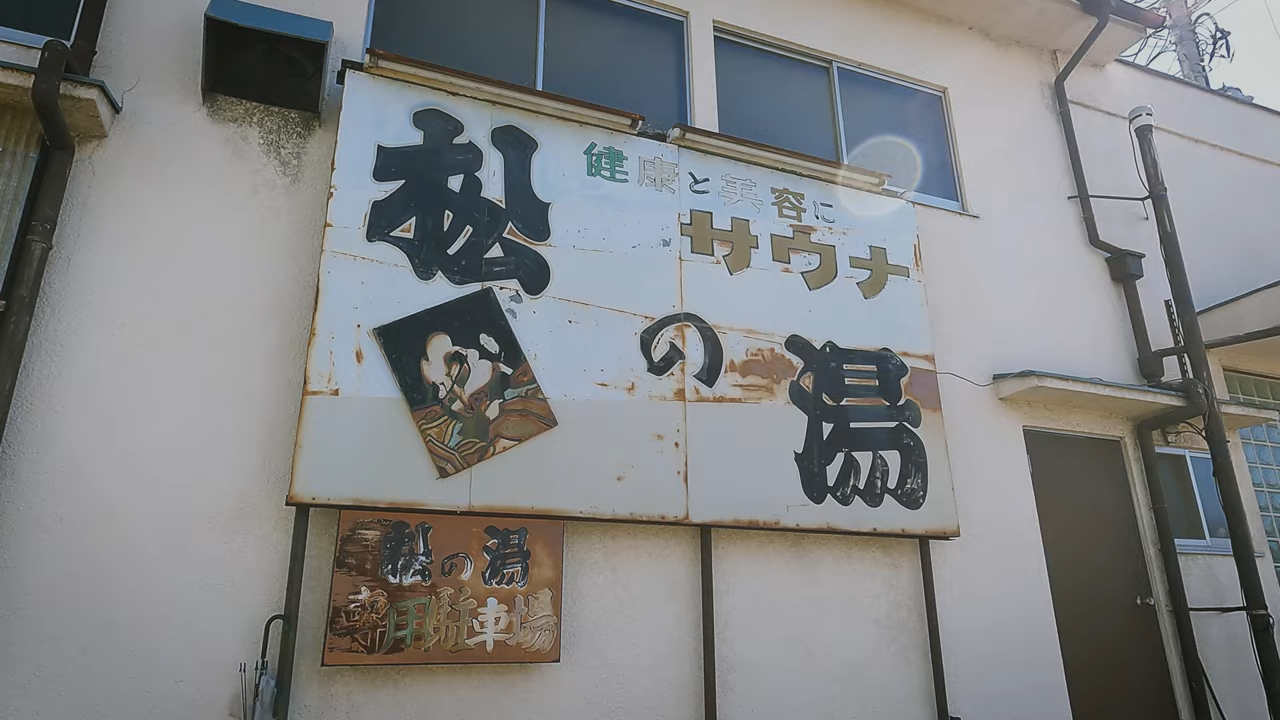 健康と美容に
サウナ
松の湯
松の湯
専用駐車場